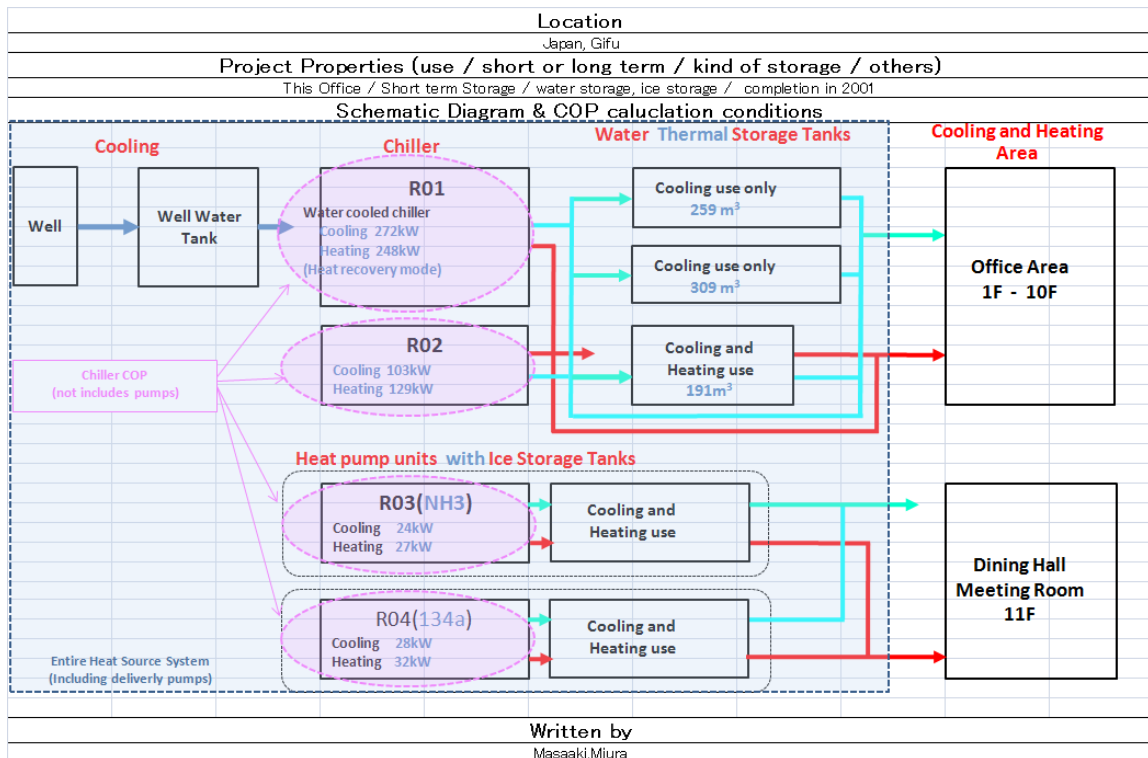 Location
Japan, Gifu
Project Properties (use / short or long term / kind of storage / others)
This Office / Short term Storage / water storage, ice storage / completion in 2001
Schematic Diagram & COP caluclation conditions
Cooling
Chiller
Water Thermal Storage Tanks
Cooling and Heating
Area
Well
Well Water
Tank
R01
Water cooled chiller
Cooling 272kW
Heating 248kW
(Heat recovery mode)
Cooling use only
259 m³
Cooling use only
309 m³
Office Area
1F - 10F
R02
Cooling 103kW
Heating 129kW
Cooling and
Heating use
191m³
Chiller COP
(not includes pumps)
Heat pump units with Ice Storage Tanks
R03(NH3)
Cooling 24kW
Heating 27kW
Cooling and
Heating use
Dining Hall
Meeting Room
11F
R04(134a)
Cooling 28kW
Heating 32kW
Cooling and
Heating use
Entire Heat Source System
(Including deliverly pumps)
Written by
Masaaki.Miura